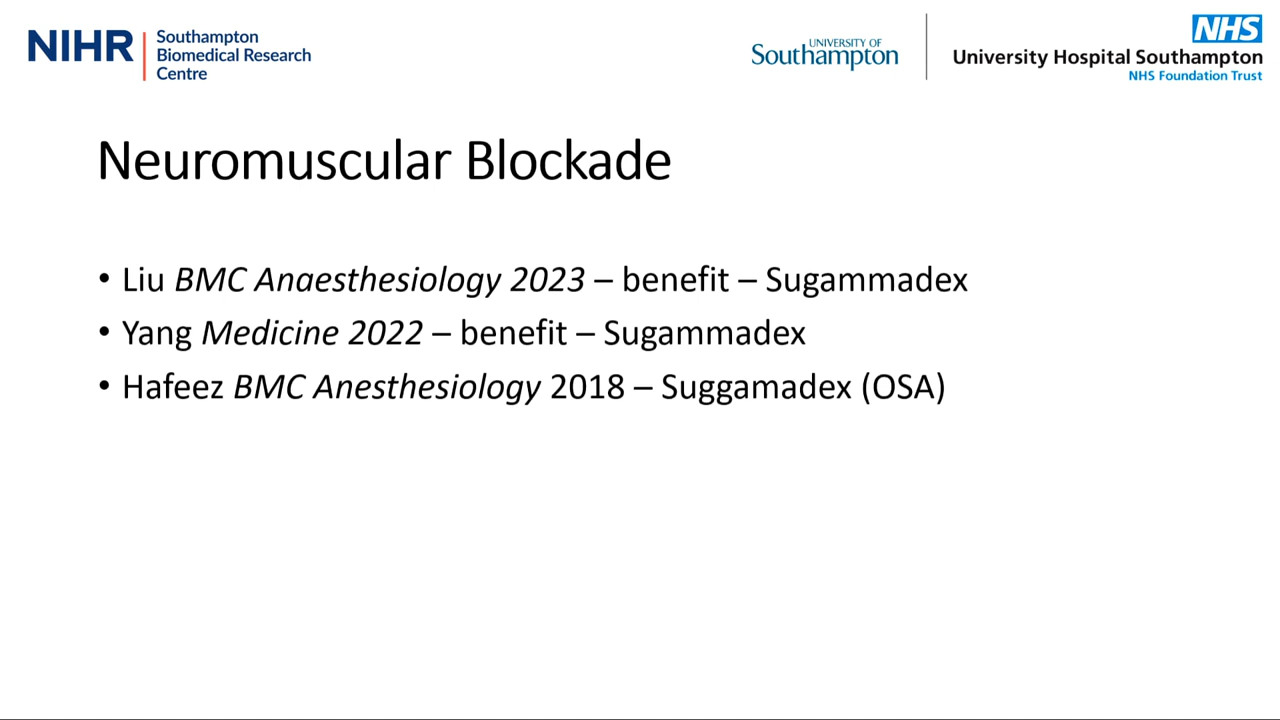 NIHR
Southampton
Biomedical Research
Centre
UNIVERSITY OF
Southampton
NHS
University Hospital Southampton
NHS Foundation Trust
Neuromuscular Blockade
• Liu BMC Anaesthesiology 2023 – benefit – Sugammadex
• Yang Medicine 2022 – benefit – Sugammadex
• Hafeez BMC Anesthesiology 2018 – Suggamadex (OSA)